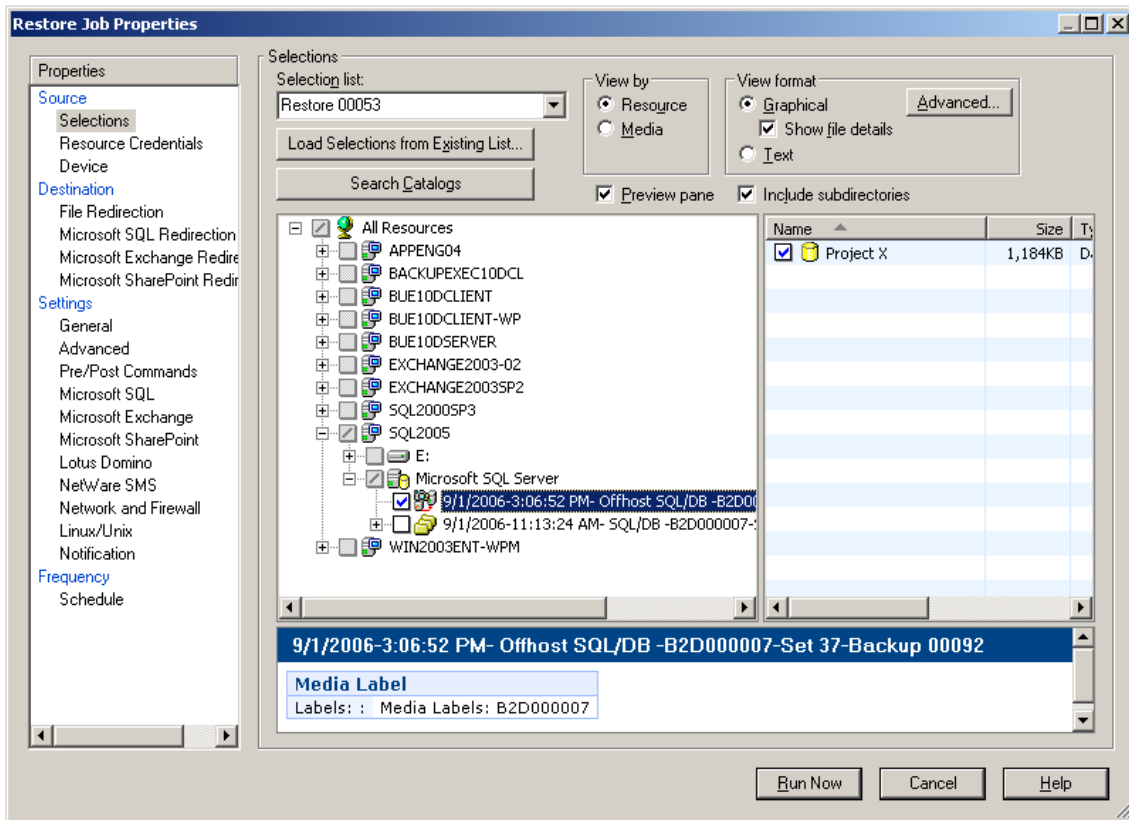 Restore Job Properties
Properties
Source
Selections
Resource Credentials
Device
Destination
File Redirection
Microsoft SQL Redirection
Microsoft Exchange Redire
Microsoft SharePoint Redir
Settings
General
Advanced
Pre/Post Commands
Microsoft SQL
Microsoft Exchange
Microsoft SharePoint
Lotus Domino
NetWare SMS
Network and Firewall
Linux/Unix
Notification
Frequency
Schedule
Selections
Selection list:
Restore 00053
Load Selections from Existing List...
Search Catalogs
View by
Resource
Media
View format
Graphical
Advanced...
Show file details
Text
Preview pane
Include subdirectories
All Resources
APPENG04
BACKUPEXEC10DCL
BUE10DCLIENT
BUE10DCLIENT-WP
BUE10DSERVER
EXCHANGE2003-02
EXCHANGE2003SP2
SQL2000SP3
SQL2005
E:
Microsoft SQL Server
9/1/2006-3:06:52 PM- Offhost SQL/DB -B2D00
9/1/2006-11:13:24 AM- SQL/DB -B2D000007-S
WIN2003ENT-WPM
Name Size Ty
Project X 1,184KB D
9/1/2006-3:06:52 PM- Offhost SQL/DB -B2D000007-Set 37-Backup 00092
Media Label
Labels: : Media Labels: B2D000007
Run Now Cancel Help